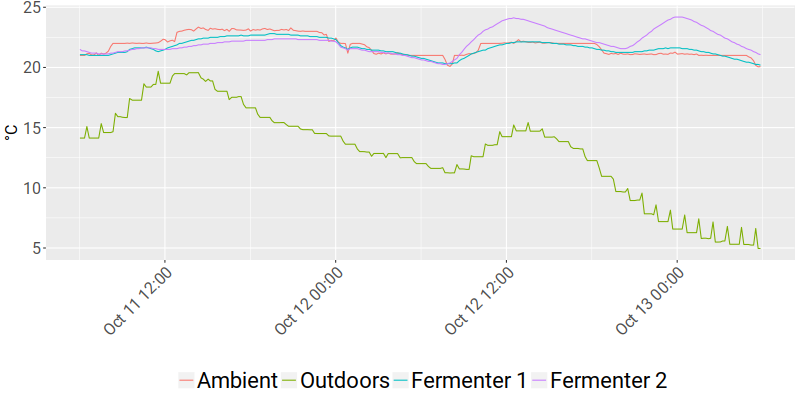 25
20
15
10
5
°C
Oct 11 12:00
Oct 12 00:00
Oct 12 12:00
Oct 13 00:00
Ambient Outdoors Fermenter 1 Fermenter 2